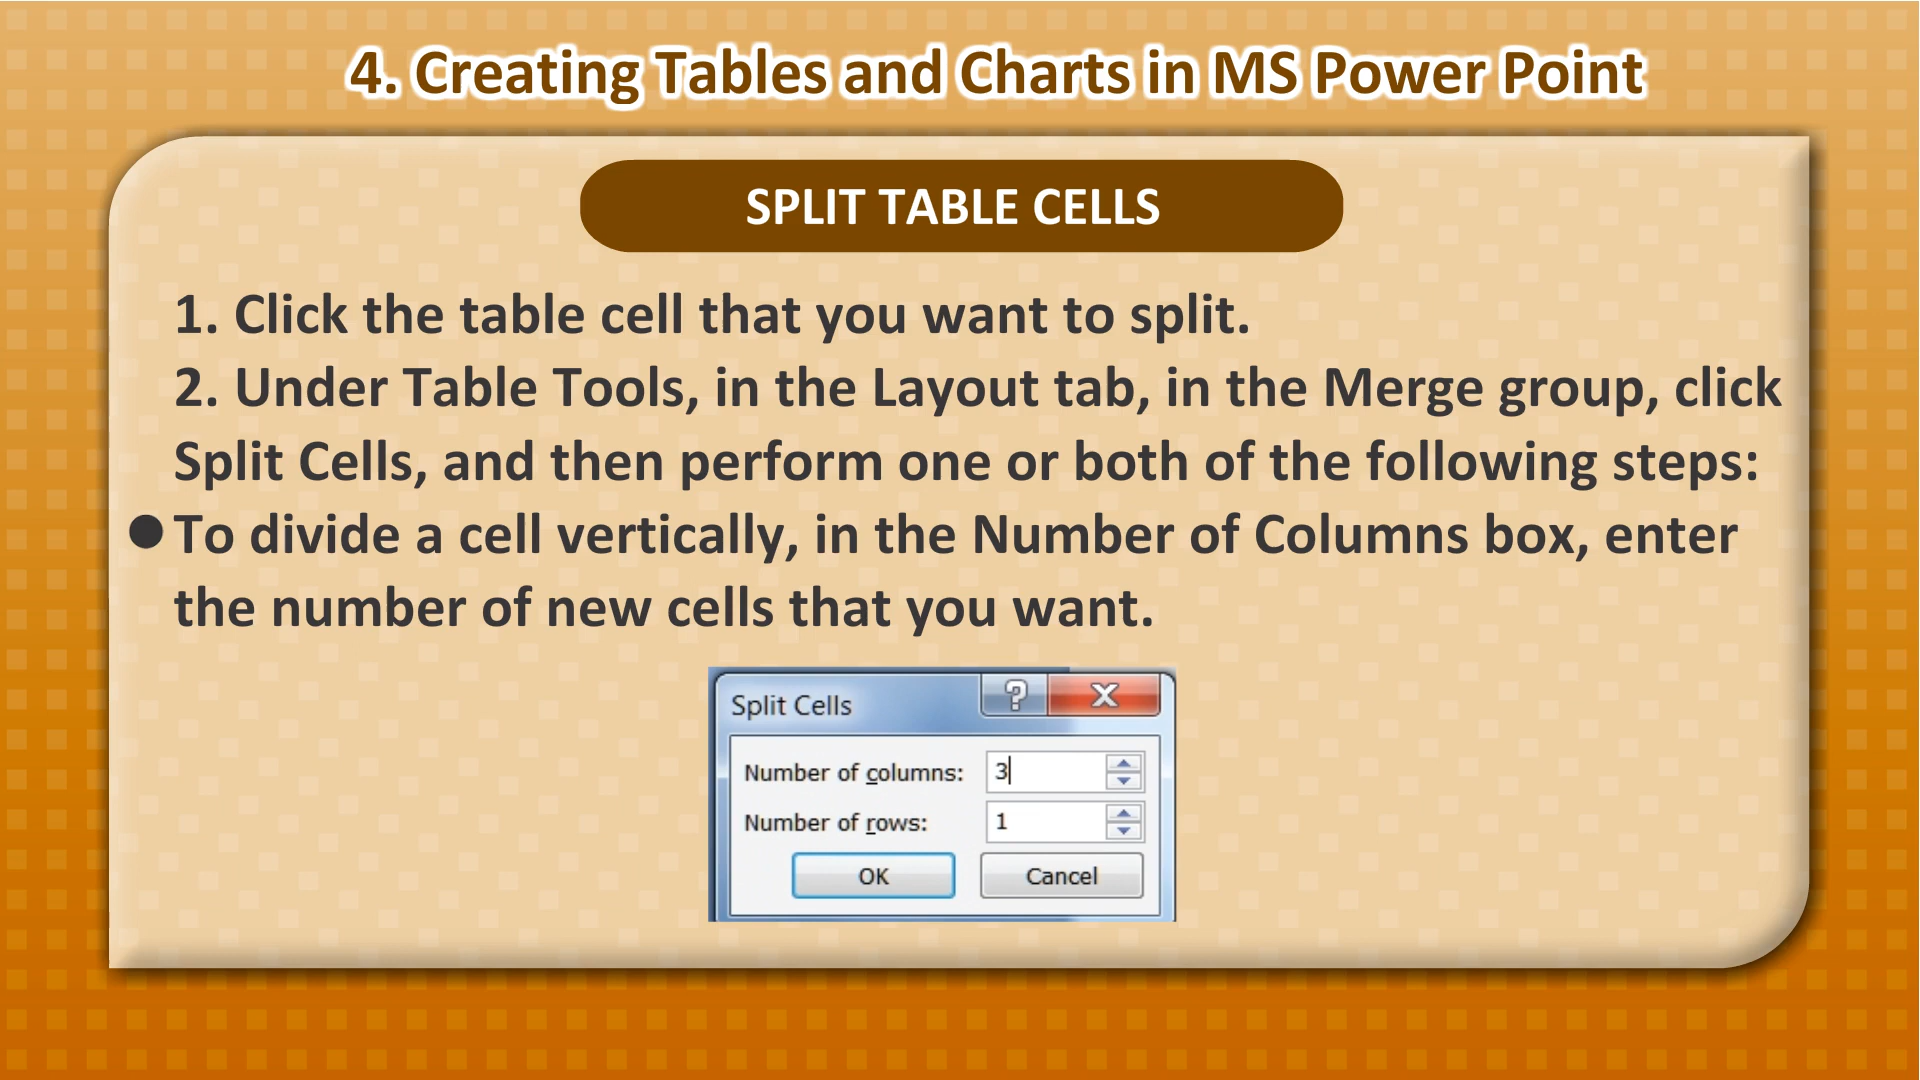 4. Creating Tables and Charts in MS Power Point
SPLIT TABLE CELLS
1. Click the table cell that you want to split.
2. Under Table Tools, in the Layout tab, in the Merge group, click
Split Cells, and then perform one or both of the following steps:
● To divide a cell vertically, in the Number of Columns box, enter
the number of new cells that you want.
Split Cells
Number of columns: 3
Number of rows: 1
OK Cancel